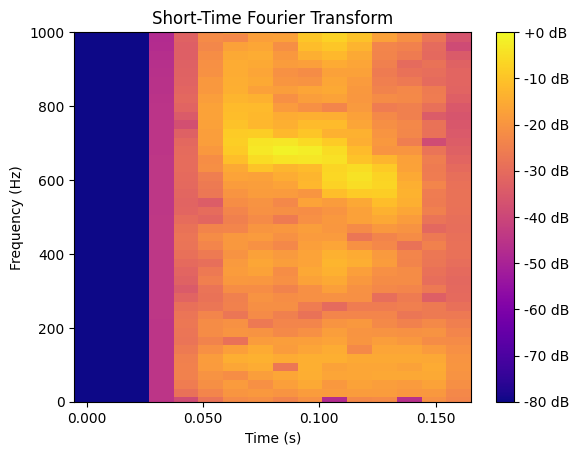 Short-Time Fourier Transform
1000
800
600
400
200
0
Frequency (Hz)
0.000
0.050
0.100
0.150
Time (s)
+0 dB
-10 dB
-20 dB
-30 dB
-40 dB
-50 dB
-60 dB
-70 dB
-80 dB